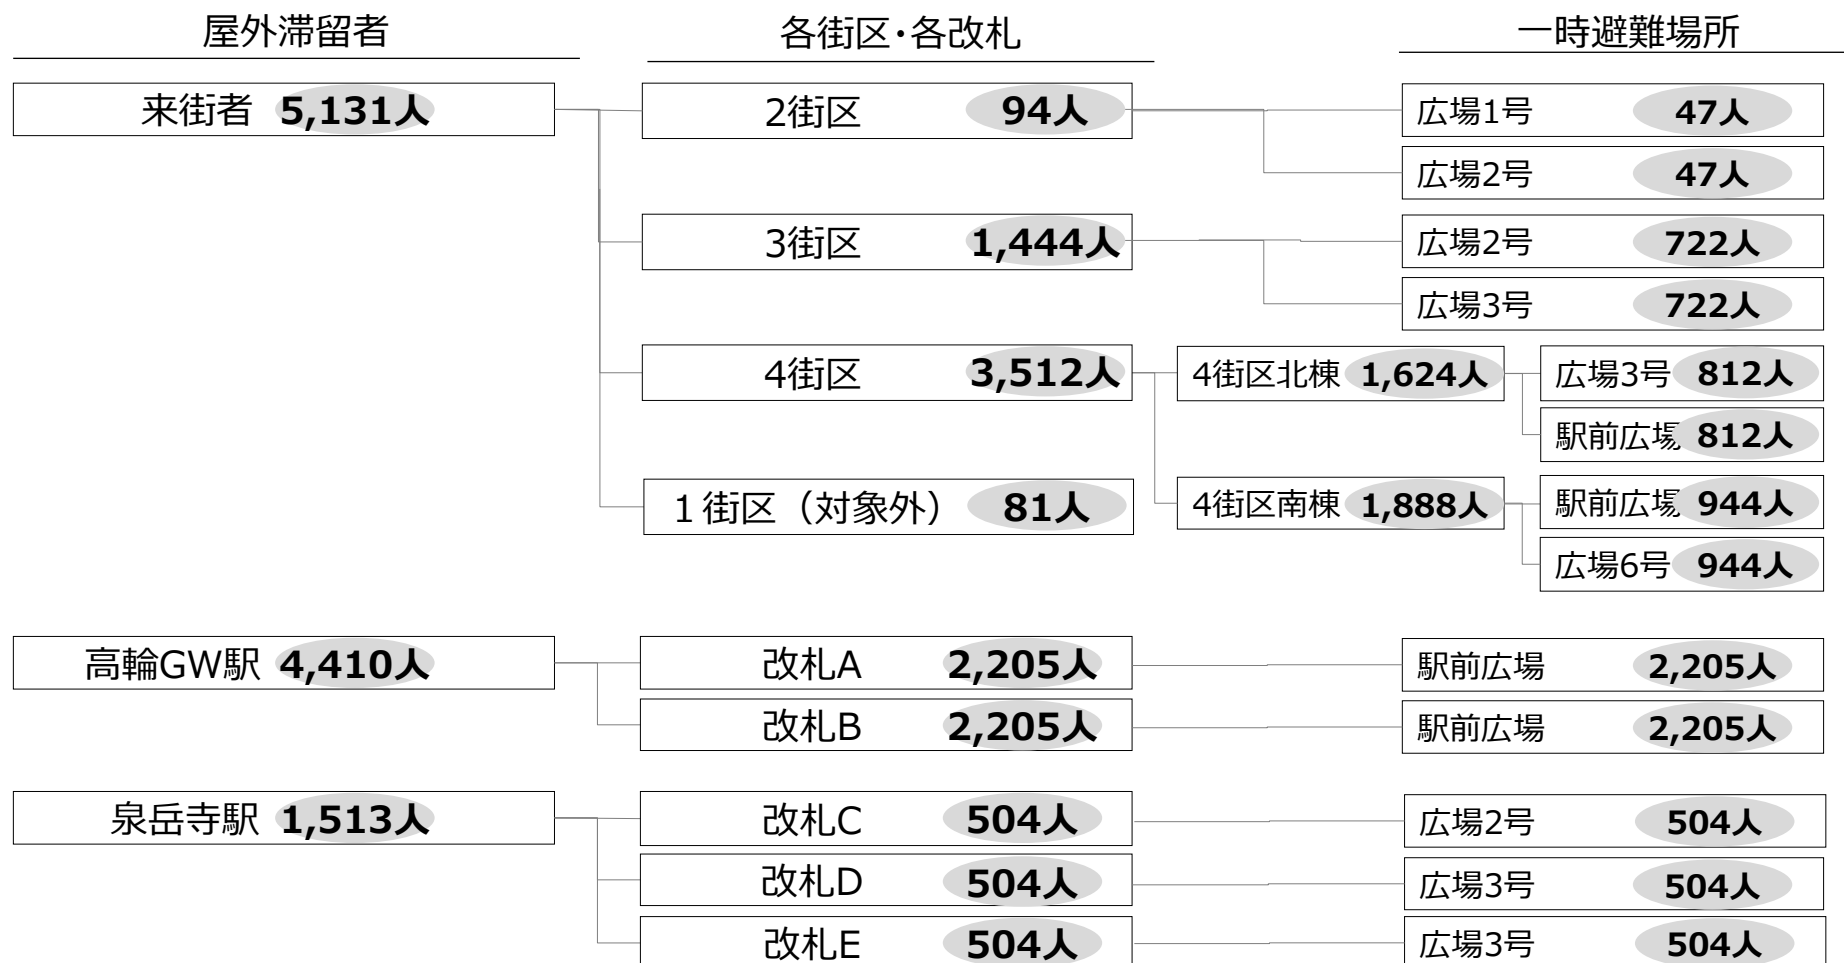 屋外滞留者 各街区・各改札 一時避難場所
来街者 5,131人 2街区 94人 広場1号 47人
広場2号 47人
3街区 1,444人 広場2号 722人
広場3号 722人
4街区 3,512人 4街区北棟 1,624人 広場3号 812人
駅前広場 812人
1街区（対象外） 81人 4街区南棟 1,888人 駅前広場 944人
広場6号 944人
高輪GW駅 4,410人 改札A 2,205人 駅前広場 2,205人
改札B 2,205人 駅前広場 2,205人
泉岳寺駅 1,513人 改札C 504人 広場2号 504人
改札D 504人 広場3号 504人
改札E 504人 広場3号 504人